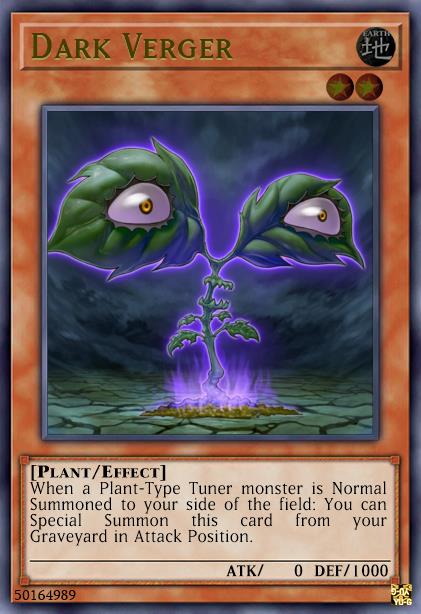 DARK VERGER
EARTH
地
[PLANT/EFFECT]
When a Plant-Type Tuner monster is Normal
Summoned to your side of the field: You can
Special Summon this card from your
Graveyard in Attack Position.
ATK/ 0 DEF/1000
50164989